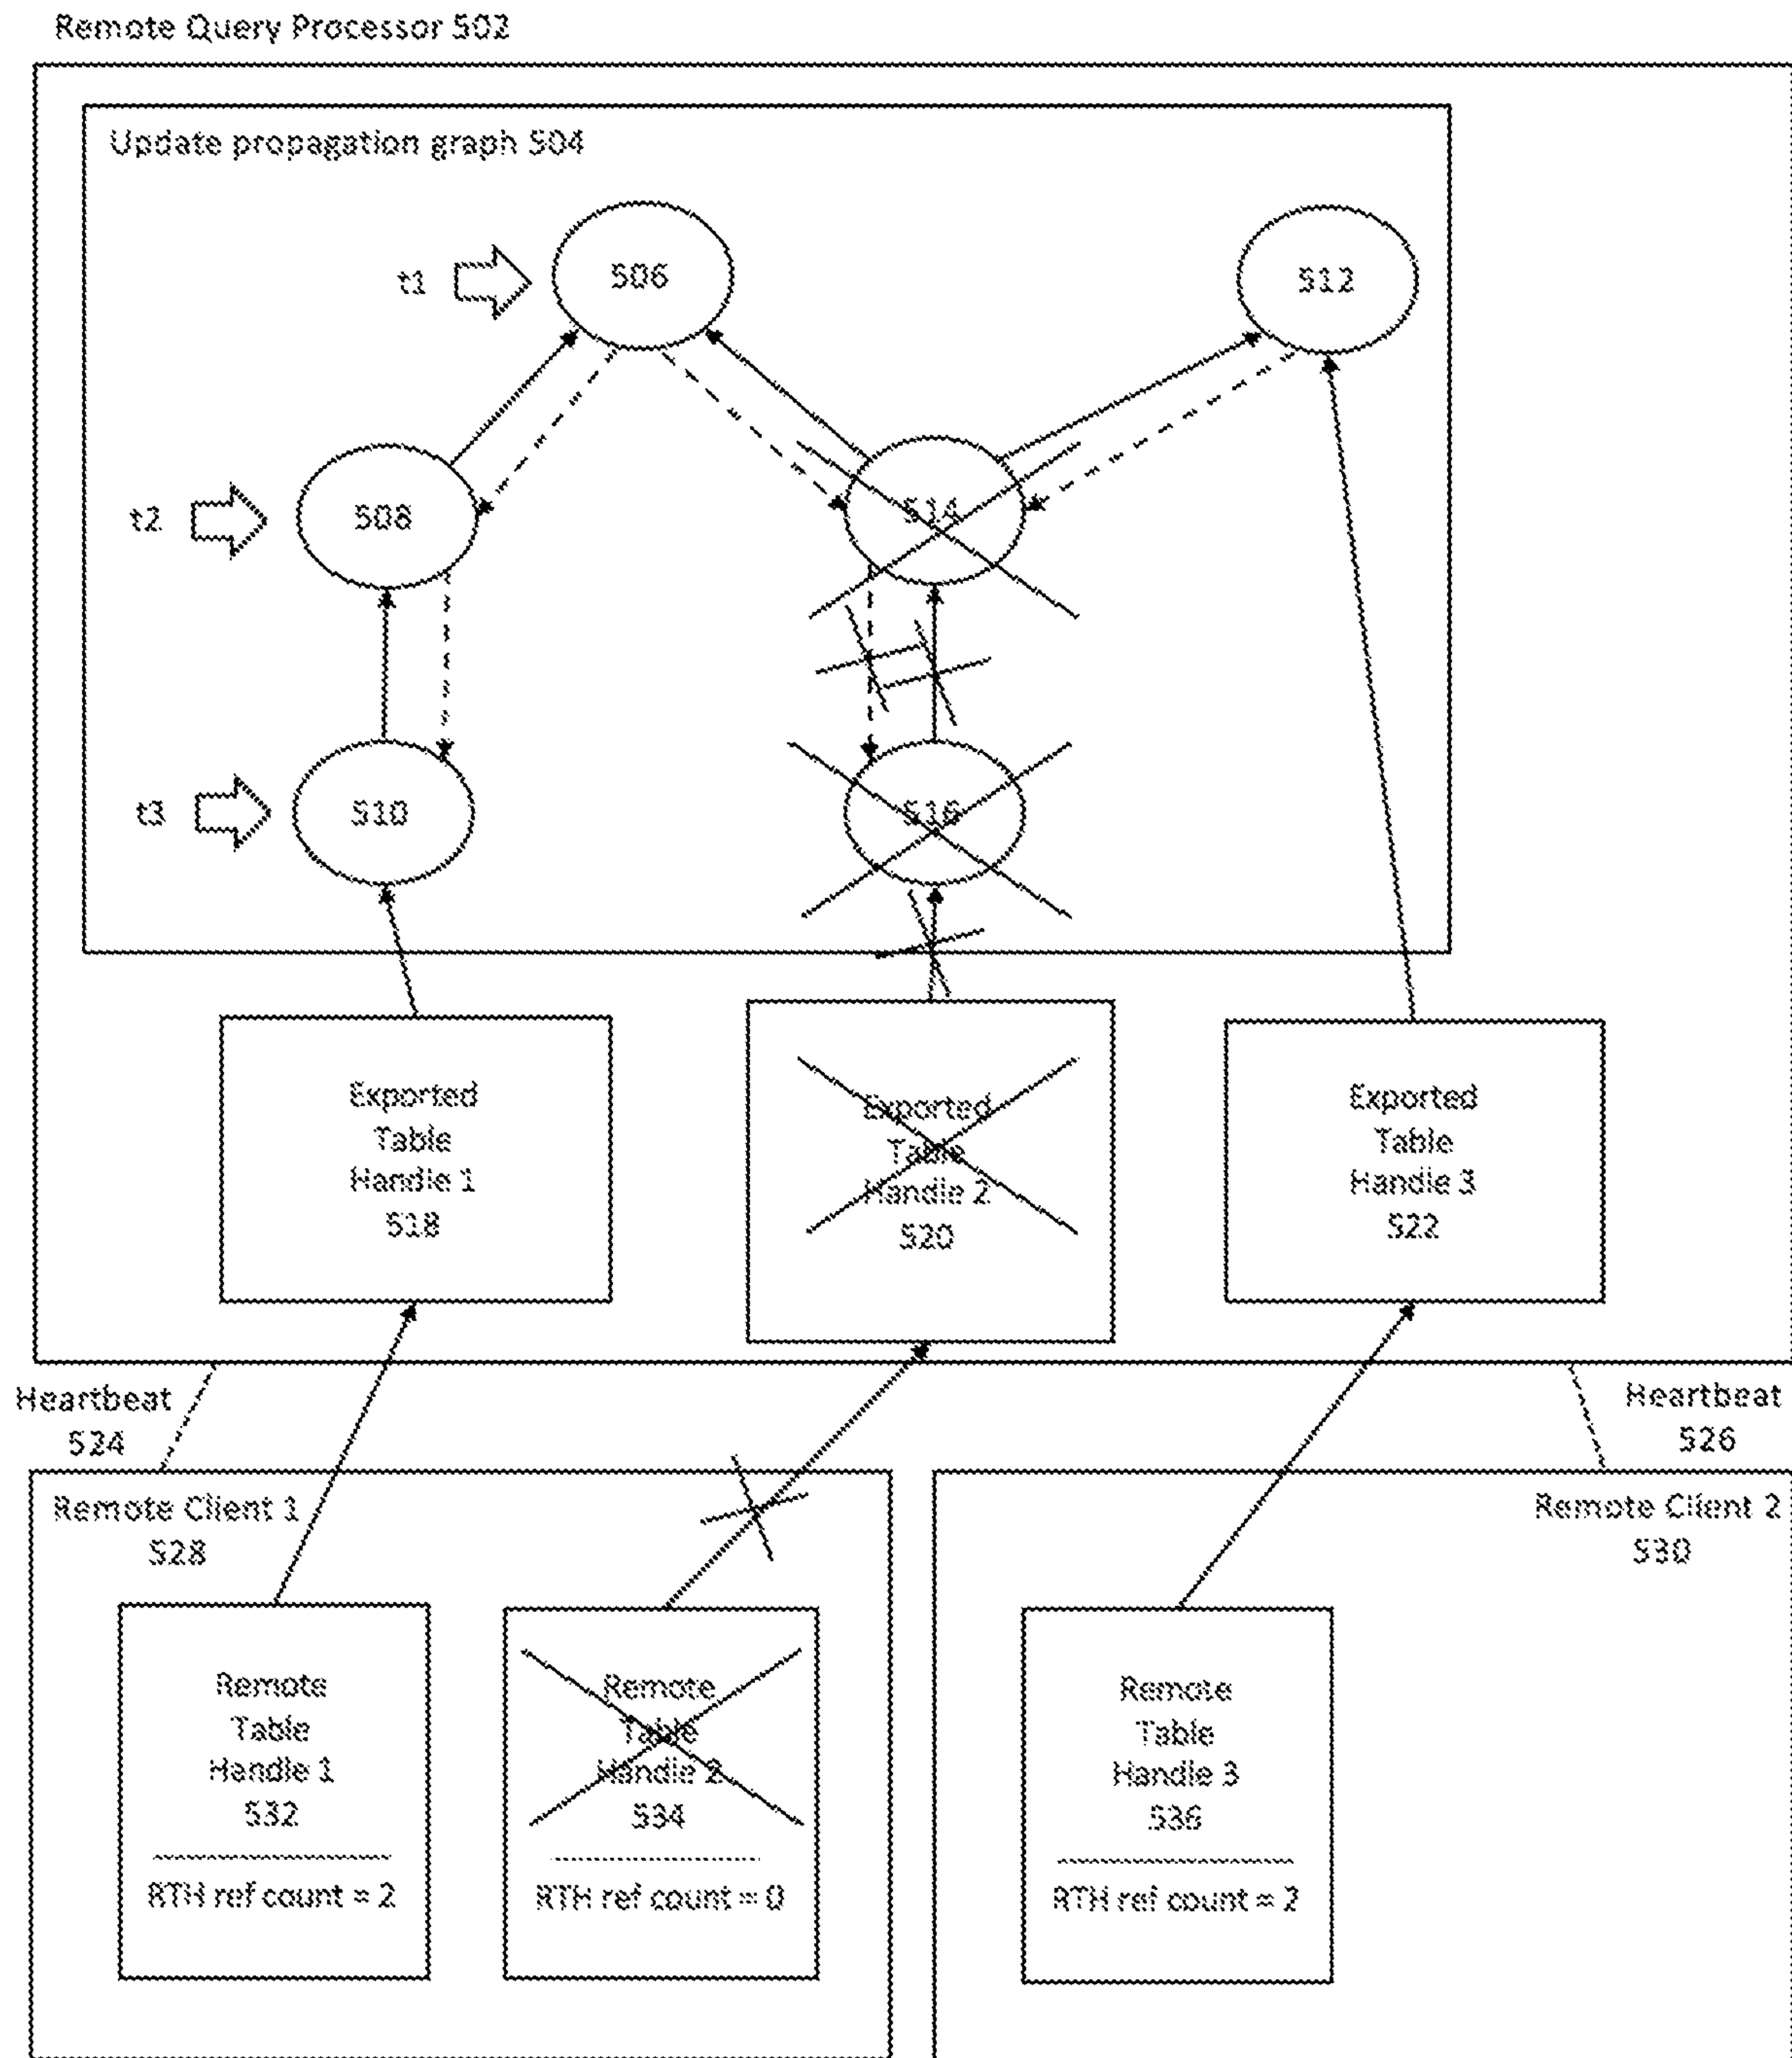 Remote Query Processor 502
Update propagation graph 504
t1
506
512
t2
508
514
t3
510
516
Exported
Table
Handle 1
518
Exported
Table
Handle 2
520
Exported
Table
Handle 3
522
Heartbeat
524
Heartbeat
526
Remote Client 1
528
Remote Client 2
530
Remote
Table
Handle 1
532
RTH ref count = 2
Remote
Table
Handle 2
534
RTH ref count = 0
Remote
Table
Handle 3
536
RTH ref count = 2